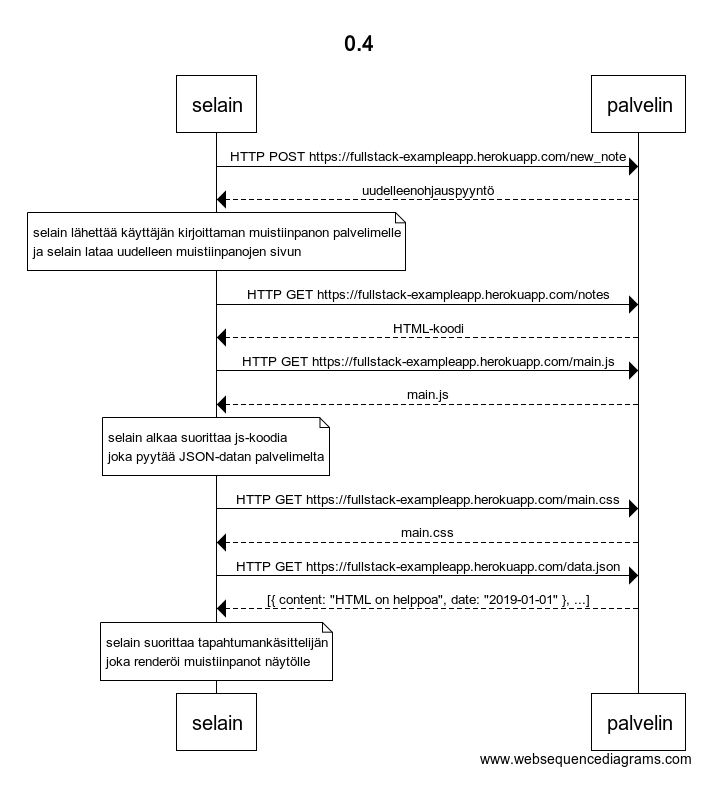 0.4
selain
palvelin
HTTP POST https://fullstack-exampleapp.herokuapp.com/new_note
uudelleenohjauspyyntö
selain lähettää käyttäjän kirjoittaman muistiinpanon palvelimelle
ja selain lataa uudelleen muistiinpanojen sivun
HTTP GET https://fullstack-exampleapp.herokuapp.com/notes
HTML-koodi
HTTP GET https://fullstack-exampleapp.herokuapp.com/main.js
main.js
selain alkaa suorittaa js-koodia
joka pyytää JSON-datan palvelimelta
HTTP GET https://fullstack-exampleapp.herokuapp.com/main.css
main.css
HTTP GET https://fullstack-exampleapp.herokuapp.com/data.json
[{ content: "HTML on helppoa", date: "2019-01-01" }, ...]
selain suorittaa tapahtumankäsittelijän
joka renderöi muistiinpanot näytölle
selain
palvelin
www.websequencediagrams.com